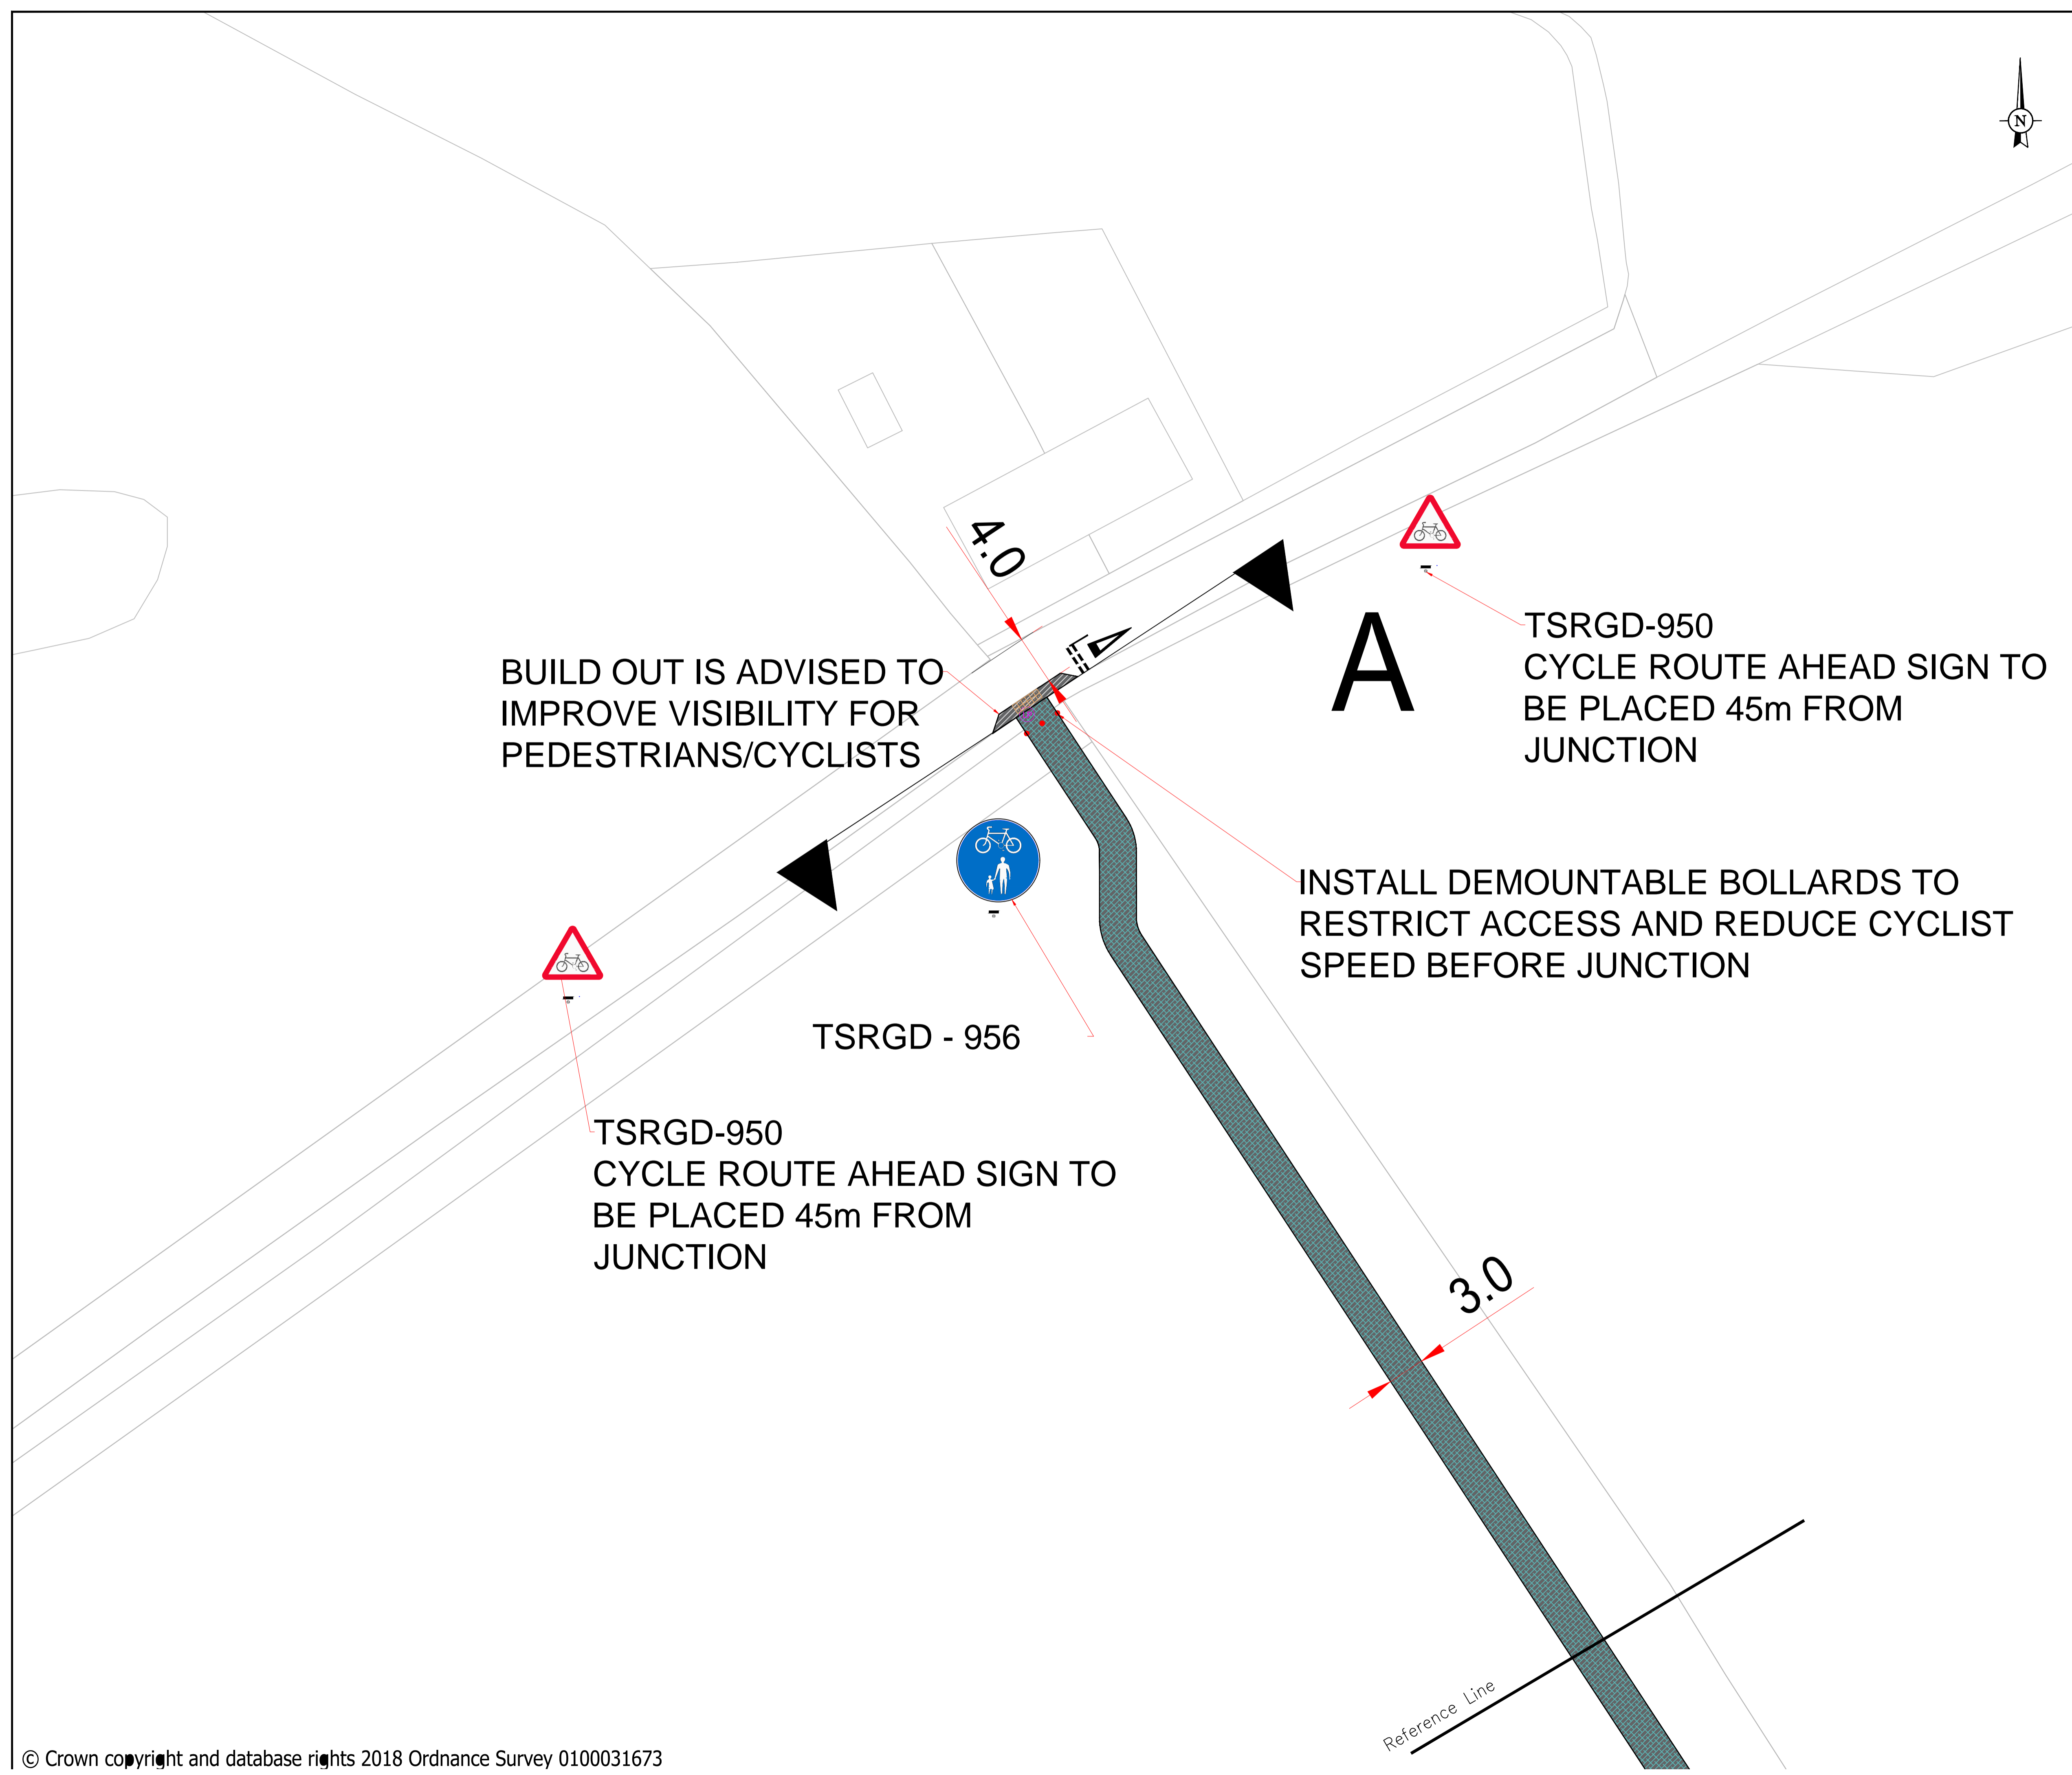 N
4.0
BUILD OUT IS ADVISED TO
IMPROVE VISIBILITY FOR
PEDESTRIANS/CYCLISTS
A
TSRGD-950
CYCLE ROUTE AHEAD SIGN TO
BE PLACED 45m FROM
JUNCTION
INSTALL DEMOUNTABLE BOLLARDS TO
RESTRICT ACCESS AND REDUCE CYCLIST
SPEED BEFORE JUNCTION
TSRGD - 956
TSRGD-950
CYCLE ROUTE AHEAD SIGN TO
BE PLACED 45m FROM
JUNCTION
3.0
Reference Line
© Crown copyright and database rights 2018 Ordnance Survey 0100031673